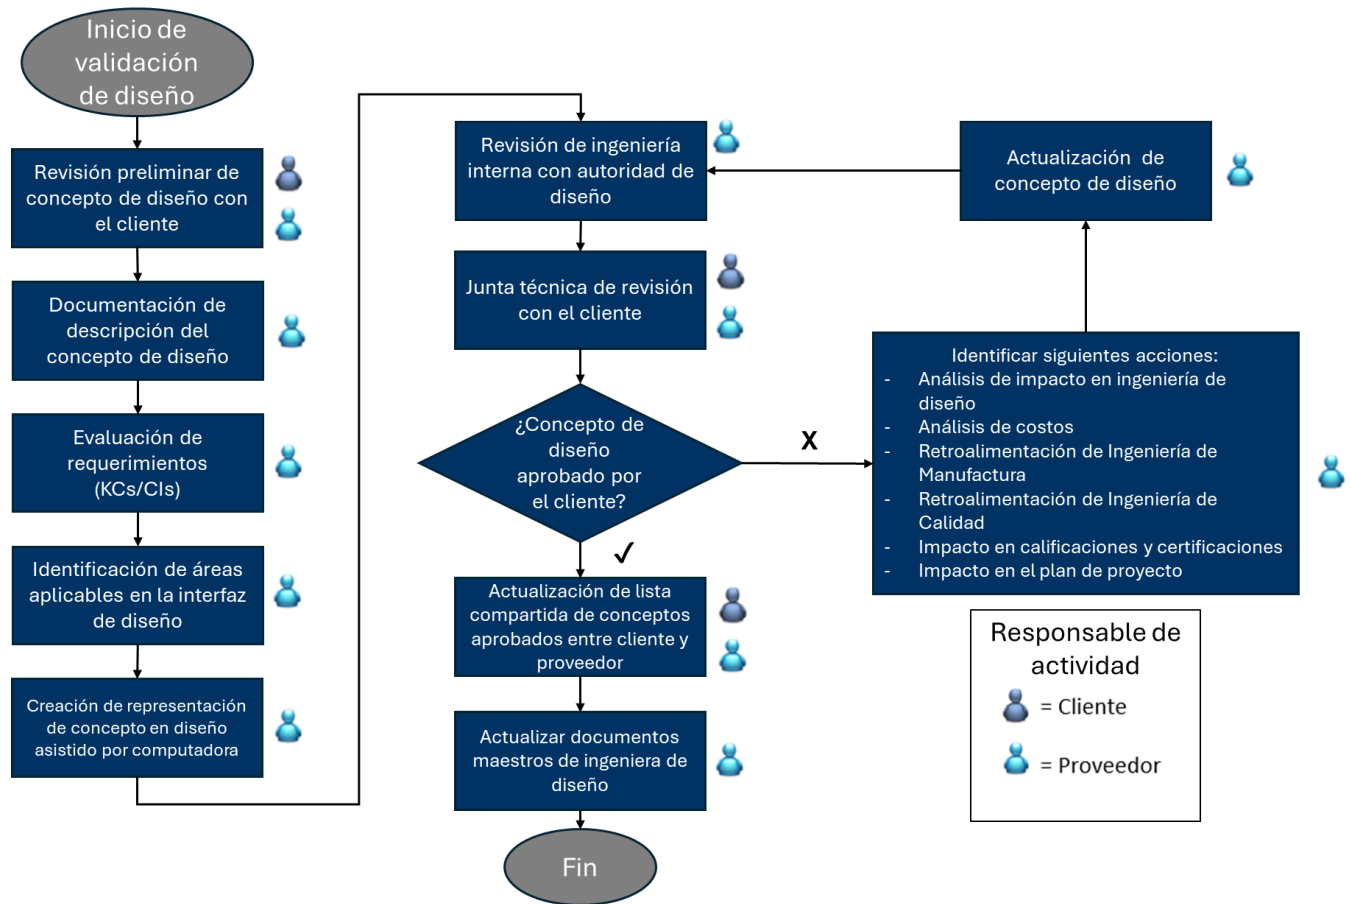 Inicio de
validación
de diseño
Revisión preliminar de
concepto de diseño con
el cliente
Documentación de
descripción del
concepto de diseño
Evaluación de
requerimientos
(KCs/CIs)
Identificación de áreas
aplicables en la interfaz
de diseño
Creación de representación
de concepto en diseño
asistido por computadora
Revisión de ingeniería
interna con autoridad de
diseño
Junta técnica de revisión
con el cliente
¿Concepto de
diseño
aprobado por
el cliente?
X
✓
Actualización de lista
compartida de conceptos
aprobados entre cliente y
proveedor
Actualizar documentos
maestros de ingeniera de
diseño
Fin
Actualización de
concepto de diseño
Identificar siguientes acciones:
- Análisis de impacto en ingeniería de
diseño
- Análisis de costos
- Retroalimentación de Ingeniería de
Manufactura
- Retroalimentación de Ingeniería de
Calidad
- Impacto en calificaciones y certificaciones
- Impacto en el plan de proyecto
Responsable de
actividad
= Cliente
= Proveedor